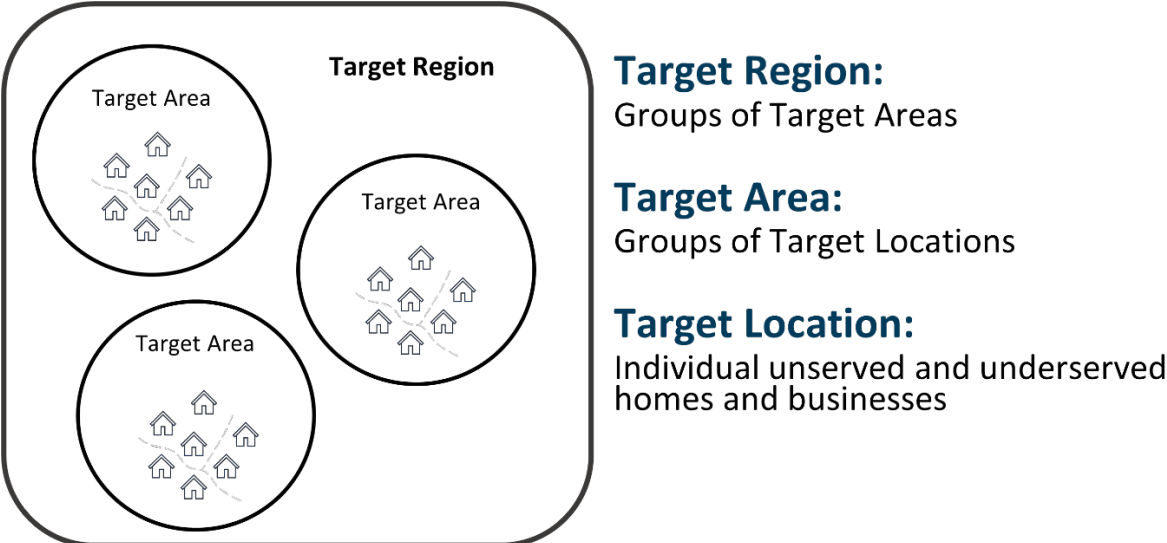 Target Region
Target Area
Target Area
Target Area
Target Region:
Groups of Target Areas
Target Area:
Groups of Target Locations
Target Location:
Individual unserved and underserved
homes and businesses